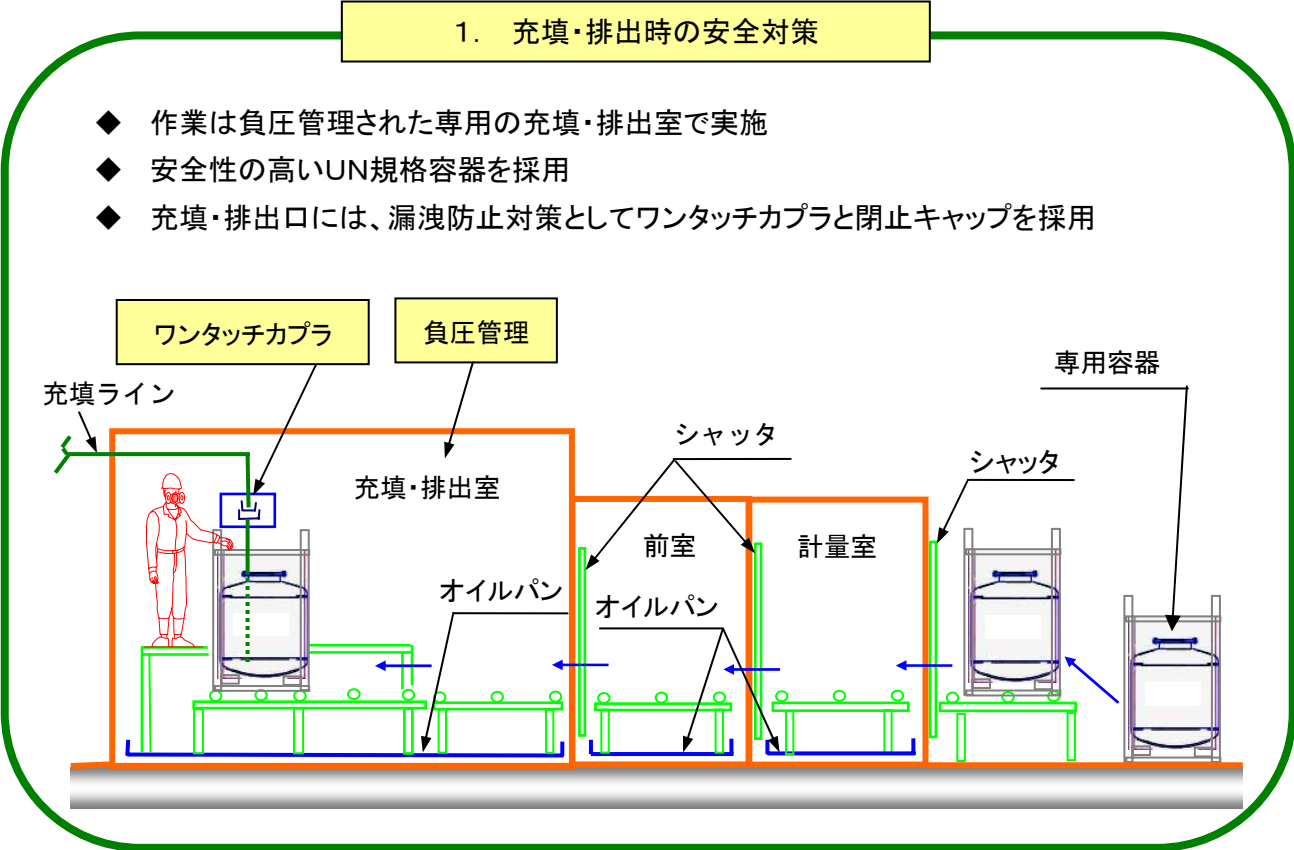 １． 充填・排出時の安全対策
◆ 作業は負圧管理された専用の充填・排出室で実施
◆ 安全性の高いＵＮ規格容器を採用
◆ 充填・排出口には、漏洩防止対策としてワンタッチカプラと閉止キャップを採用
ワンタッチカプラ
負圧管理
専用容器
充填ライン
シャッタ
シャッタ
充填・排出室
前室
計量室
オイルパン
オイルパン